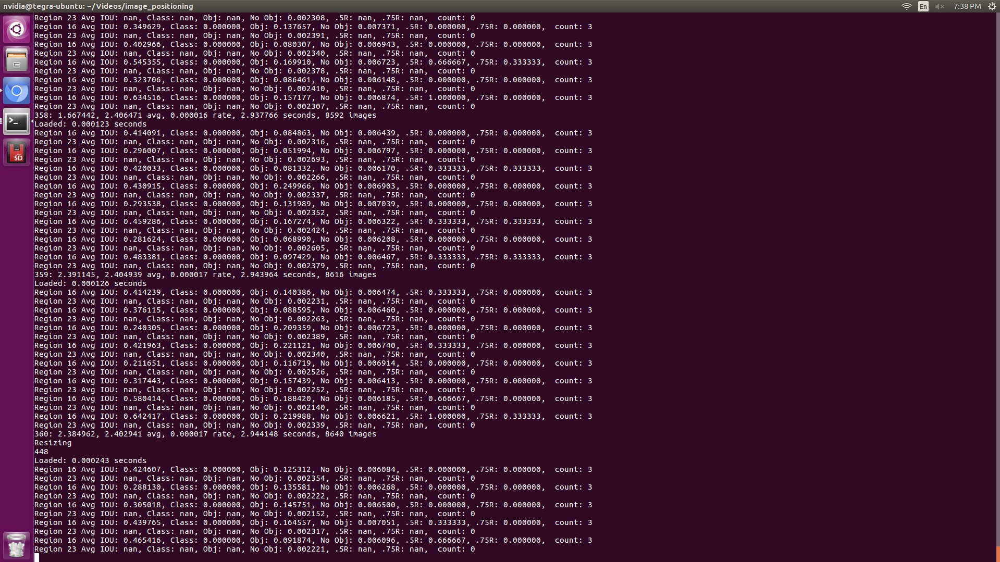 nvidia@tegra-ubuntu: ~/Videos/image_positioning
En
7:38 PM
Region 23 Avg IOU: nan, Class: nan, Obj: nan, No Obj: 0.002308, .5R: nan, .75R: nan,  count: 0
Region 16 Avg IOU: 0.349629, Class: 0.000000, Obj: 0.137657, No Obj: 0.007371, .5R: 0.000000, .75R: 0.000000,  count: 3
Region 23 Avg IOU: nan, Class: nan, Obj: nan, No Obj: 0.002391, .5R: nan, .75R: nan,  count: 0
Region 16 Avg IOU: 0.402966, Class: 0.000000, Obj: 0.080307, No Obj: 0.006943, .5R: 0.000000, .75R: 0.000000,  count: 3
Region 23 Avg IOU: nan, Class: nan, Obj: nan, No Obj: 0.002340, .5R: nan, .75R: nan,  count: 0
Region 16 Avg IOU: 0.545355, Class: 0.000000, Obj: 0.169910, No Obj: 0.006723, .5R: 0.666667, .75R: 0.333333,  count: 3
Region 23 Avg IOU: nan, Class: nan, Obj: nan, No Obj: 0.002378, .5R: nan, .75R: nan,  count: 0
Region 16 Avg IOU: 0.323706, Class: 0.000000, Obj: 0.086461, No Obj: 0.006148, .5R: 0.000000, .75R: 0.000000,  count: 3
Region 23 Avg IOU: nan, Class: nan, Obj: nan, No Obj: 0.002410, .5R: nan, .75R: nan,  count: 0
Region 16 Avg IOU: 0.634516, Class: 0.000000, Obj: 0.157177, No Obj: 0.006874, .5R: 1.000000, .75R: 0.000000,  count: 3
Region 23 Avg IOU: nan, Class: nan, Obj: nan, No Obj: 0.002307, .5R: nan, .75R: nan,  count: 0
358: 1.667442, 2.406471 avg, 0.000016 rate, 2.937766 seconds, 8592 images
Loaded: 0.000123 seconds
Region 16 Avg IOU: 0.414091, Class: 0.000000, Obj: 0.084863, No Obj: 0.006439, .5R: 0.000000, .75R: 0.000000,  count: 3
Region 23 Avg IOU: nan, Class: nan, Obj: nan, No Obj: 0.002316, .5R: nan, .75R: nan,  count: 0
Region 16 Avg IOU: 0.296007, Class: 0.000000, Obj: 0.051994, No Obj: 0.006797, .5R: 0.000000, .75R: 0.000000,  count: 3
Region 23 Avg IOU: nan, Class: nan, Obj: nan, No Obj: 0.002693, .5R: nan, .75R: nan,  count: 0
Region 16 Avg IOU: 0.420033, Class: 0.000000, Obj: 0.081332, No Obj: 0.006170, .5R: 0.333333, .75R: 0.333333,  count: 3
Region 23 Avg IOU: nan, Class: nan, Obj: nan, No Obj: 0.002266, .5R: nan, .75R: nan,  count: 0
Region 16 Avg IOU: 0.430915, Class: 0.000000, Obj: 0.249966, No Obj: 0.006903, .5R: 0.000000, .75R: 0.000000,  count: 3
Region 23 Avg IOU: nan, Class: nan, Obj: nan, No Obj: 0.002337, .5R: nan, .75R: nan,  count: 0
Region 16 Avg IOU: 0.293538, Class: 0.000000, Obj: 0.131989, No Obj: 0.007039, .5R: 0.000000, .75R: 0.000000,  count: 3
Region 23 Avg IOU: nan, Class: nan, Obj: nan, No Obj: 0.002352, .5R: nan, .75R: nan,  count: 0
Region 16 Avg IOU: 0.459286, Class: 0.000000, Obj: 0.167274, No Obj: 0.006322, .5R: 0.333333, .75R: 0.333333,  count: 3
Region 23 Avg IOU: nan, Class: nan, Obj: nan, No Obj: 0.002424, .5R: nan, .75R: nan,  count: 0
Region 16 Avg IOU: 0.281624, Class: 0.000000, Obj: 0.068990, No Obj: 0.006208, .5R: 0.000000, .75R: 0.000000,  count: 3
Region 23 Avg IOU: nan, Class: nan, Obj: nan, No Obj: 0.002605, .5R: nan, .75R: nan,  count: 0
Region 16 Avg IOU: 0.483381, Class: 0.000000, Obj: 0.097429, No Obj: 0.006467, .5R: 0.333333, .75R: 0.333333,  count: 3
Region 23 Avg IOU: nan, Class: nan, Obj: nan, No Obj: 0.002379, .5R: nan, .75R: nan,  count: 0
359: 2.391145, 2.404939 avg, 0.000017 rate, 2.943964 seconds, 8616 images
Loaded: 0.000126 seconds
Region 16 Avg IOU: 0.414239, Class: 0.000000, Obj: 0.140386, No Obj: 0.006474, .5R: 0.333333, .75R: 0.000000,  count: 3
Region 23 Avg IOU: nan, Class: nan, Obj: nan, No Obj: 0.002231, .5R: nan, .75R: nan,  count: 0
Region 16 Avg IOU: 0.376115, Class: 0.000000, Obj: 0.088595, No Obj: 0.006460, .5R: 0.000000, .75R: 0.000000,  count: 3
Region 23 Avg IOU: nan, Class: nan, Obj: nan, No Obj: 0.002263, .5R: nan, .75R: nan,  count: 0
Region 16 Avg IOU: 0.240305, Class: 0.000000, Obj: 0.209359, No Obj: 0.006723, .5R: 0.000000, .75R: 0.000000,  count: 3
Region 23 Avg IOU: nan, Class: nan, Obj: nan, No Obj: 0.002389, .5R: nan, .75R: nan,  count: 0
Region 16 Avg IOU: 0.421963, Class: 0.000000, Obj: 0.221121, No Obj: 0.006740, .5R: 0.333333, .75R: 0.000000,  count: 3
Region 23 Avg IOU: nan, Class: nan, Obj: nan, No Obj: 0.002340, .5R: nan, .75R: nan,  count: 0
Region 16 Avg IOU: 0.211651, Class: 0.000000, Obj: 0.116719, No Obj: 0.006914, .5R: 0.000000, .75R: 0.000000,  count: 3
Region 23 Avg IOU: nan, Class: nan, Obj: nan, No Obj: 0.002526, .5R: nan, .75R: nan,  count: 0
Region 16 Avg IOU: 0.317443, Class: 0.000000, Obj: 0.157439, No Obj: 0.006413, .5R: 0.000000, .75R: 0.000000,  count: 3
Region 23 Avg IOU: nan, Class: nan, Obj: nan, No Obj: 0.002252, .5R: nan, .75R: nan,  count: 0
Region 16 Avg IOU: 0.580414, Class: 0.000000, Obj: 0.188420, No Obj: 0.006185, .5R: 0.666667, .75R: 0.000000,  count: 3
Region 23 Avg IOU: nan, Class: nan, Obj: nan, No Obj: 0.002140, .5R: nan, .75R: nan,  count: 0
Region 16 Avg IOU: 0.642417, Class: 0.000000, Obj: 0.219988, No Obj: 0.006621, .5R: 1.000000, .75R: 0.333333,  count: 3
Region 23 Avg IOU: nan, Class: nan, Obj: nan, No Obj: 0.002339, .5R: nan, .75R: nan,  count: 0
360: 2.384962, 2.402941 avg, 0.000017 rate, 2.944148 seconds, 8640 images
Resizing
448
Loaded: 0.000243 seconds
Region 16 Avg IOU: 0.424607, Class: 0.000000, Obj: 0.125312, No Obj: 0.006084, .5R: 0.000000, .75R: 0.000000,  count: 3
Region 23 Avg IOU: nan, Class: nan, Obj: nan, No Obj: 0.002354, .5R: nan, .75R: nan,  count: 0
Region 16 Avg IOU: 0.288130, Class: 0.000000, Obj: 0.135581, No Obj: 0.006268, .5R: 0.000000, .75R: 0.000000,  count: 3
Region 23 Avg IOU: nan, Class: nan, Obj: nan, No Obj: 0.002222, .5R: nan, .75R: nan,  count: 0
Region 16 Avg IOU: 0.305018, Class: 0.000000, Obj: 0.145751, No Obj: 0.006500, .5R: 0.000000, .75R: 0.000000,  count: 3
Region 23 Avg IOU: nan, Class: nan, Obj: nan, No Obj: 0.002152, .5R: nan, .75R: nan,  count: 0
Region 16 Avg IOU: 0.439765, Class: 0.000000, Obj: 0.164557, No Obj: 0.007051, .5R: 0.333333, .75R: 0.000000,  count: 3
Region 23 Avg IOU: nan, Class: nan, Obj: nan, No Obj: 0.002317, .5R: nan, .75R: nan,  count: 0
Region 16 Avg IOU: 0.465416, Class: 0.000000, Obj: 0.091874, No Obj: 0.006096, .5R: 0.666667, .75R: 0.000000,  count: 3
Region 23 Avg IOU: nan, Class: nan, Obj: nan, No Obj: 0.002221, .5R: nan, .75R: nan,  count: 0
>_
SD